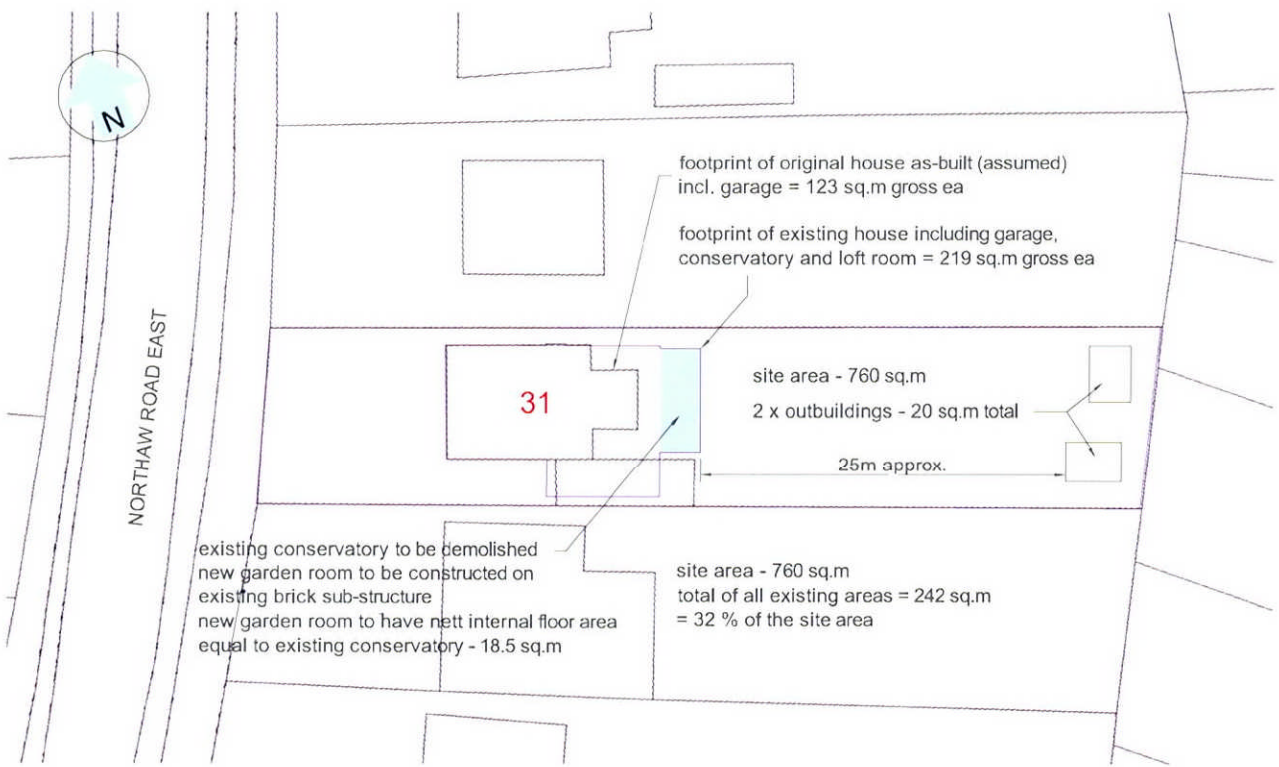 N
footprint of original house as-built (assumed)
incl. garage = 123 sq.m gross ea
footprint of existing house including garage,
conservatory and loft room = 219 sq.m gross ea
NORTHAW ROAD EAST
31
site area - 760 sq.m
2 x outbuildings - 20 sq.m total
25m approx.
existing conservatory to be demolished
new garden room to be constructed on
existing brick sub-structure
new garden room to have nett internal floor area
equal to existing conservatory - 18.5 sq.m
site area - 760 sq.m
total of all existing areas = 242 sq.m
= 32 % of the site area